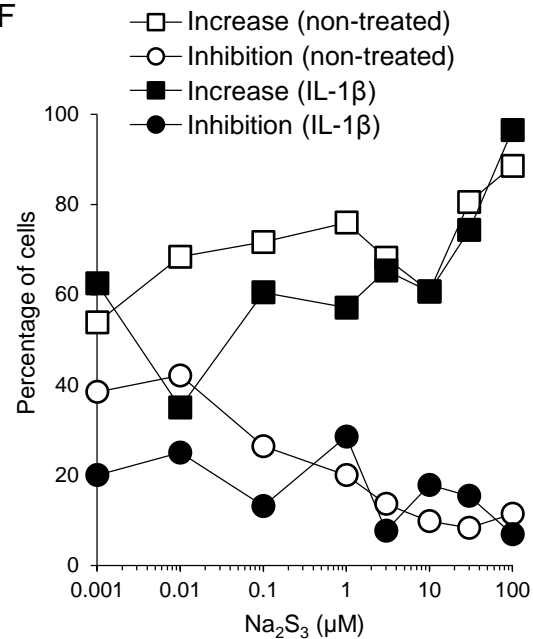 F
Increase (non-treated)
Inhibition (non-treated)
Increase (IL-1β)
Inhibition (IL-1β)
100
80
60
40
20
0
Percentage of cells
0.001 0.01 0.1 1 10 100
Na₂S₃ (µM)